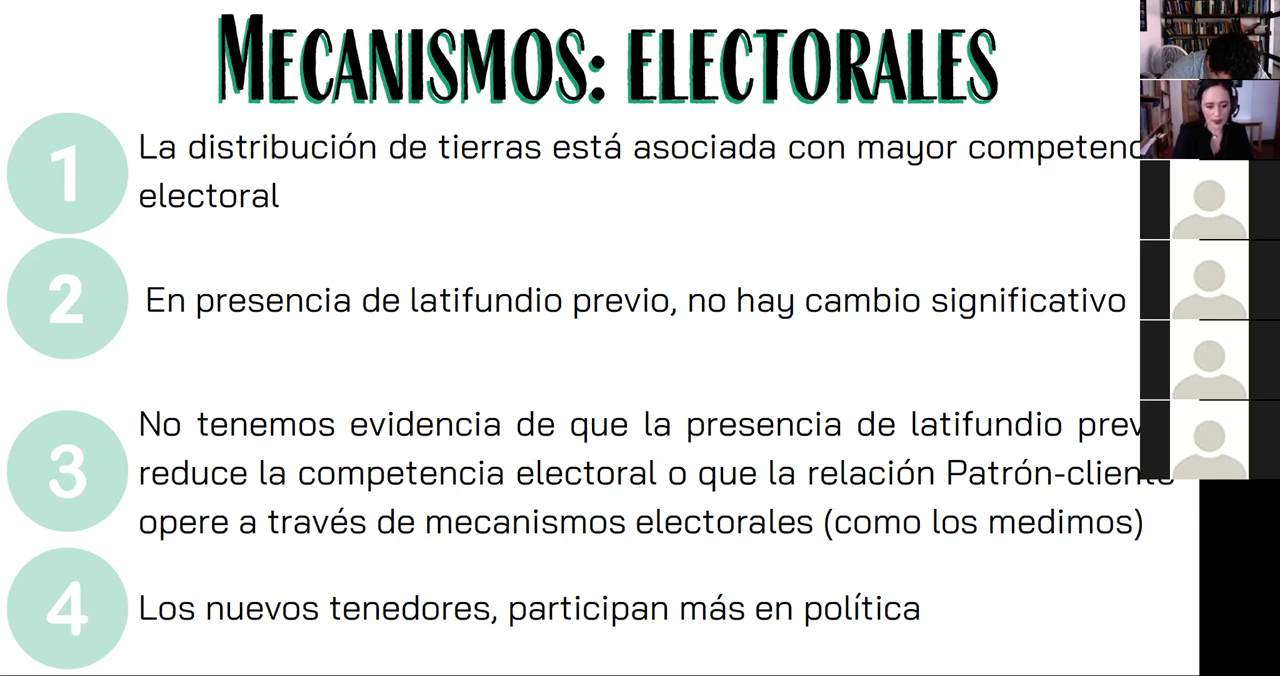 MECANISMOS: ELECTORALES
1
La distribución de tierras está asociada con mayor
electoral
2
En presencia de latifundio previo, no hay cambio significativo
3
No tenemos evidencia de que la presencia de latifundio
reduce la competencia electoral o que la relación Patrón-cliente
opere a través de mecanismos electorales (como los medimos)
4
Los nuevos tenedores, participan más en política